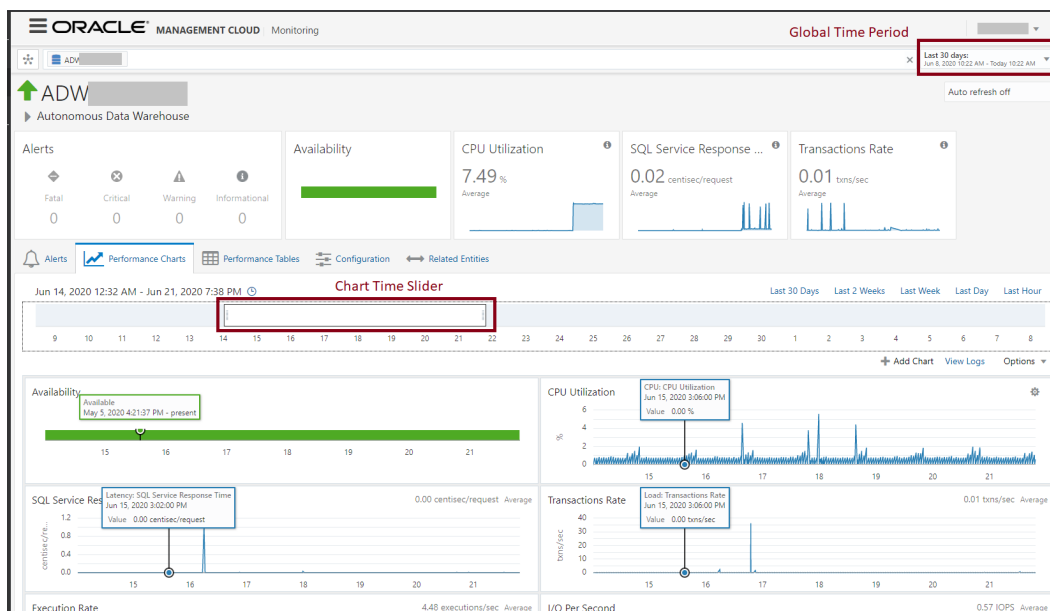 ORACLE® MANAGEMENT CLOUD Monitoring
Global Time Period
ADW
Last 30 days:
Jun 8, 2020 10:22 AM - Today 10:22 AM
ADW
Auto refresh off
Autonomous Data Warehouse
Alerts
Fatal Critical Warning Informational
0 0 0 0
Availability
CPU Utilization
7.49 %
Average
SQL Service Response ...
0.02 centisec/request
Average
Transactions Rate
0.01 txns/sec
Average
Alerts Performance Charts Performance Tables Configuration Related Entities
Jun 14, 2020 12:32 AM - Jun 21, 2020 7:38 PM
Chart Time Slider
Last 30 Days Last 2 Weeks Last Week Last Day Last Hour
9 10 11 12 13 14 15 16 17 18 19 20 21 22 23 24 25 26 27 28 29 30 1 2 3 4 5 6 7 8
Add Chart View Logs Options
Availability
Available
May 5, 2020 4:21:37 PM - present
15 16 17 18 19 20 21
CPU Utilization
CPU: CPU Utilization
Jun 15, 2020 3:06:00 PM
Value 0.00 %
%
6
4
2
0
15 16 17 18 19 20 21
SQL Service Res
Latency: SQL Service Response Time
Jun 15, 2020 3:02:00 PM
Value 0.00 centisec/request
0.00 centisec/request Average
centisec/re...
1.2
0.8
0.4
0.0
15 16 17 18 19 20 21
Transactions Rate
Load: Transactions Rate
Jun 15, 2020 3:06:00 PM
Value 0.00 txns/sec
0.01 txns/sec Average
txns/sec
40
30
20
10
0
15 16 17 18 19 20 21
Execution Rate
4.48 executions/sec Average
I/O Per Second
0.57 IOPS Average